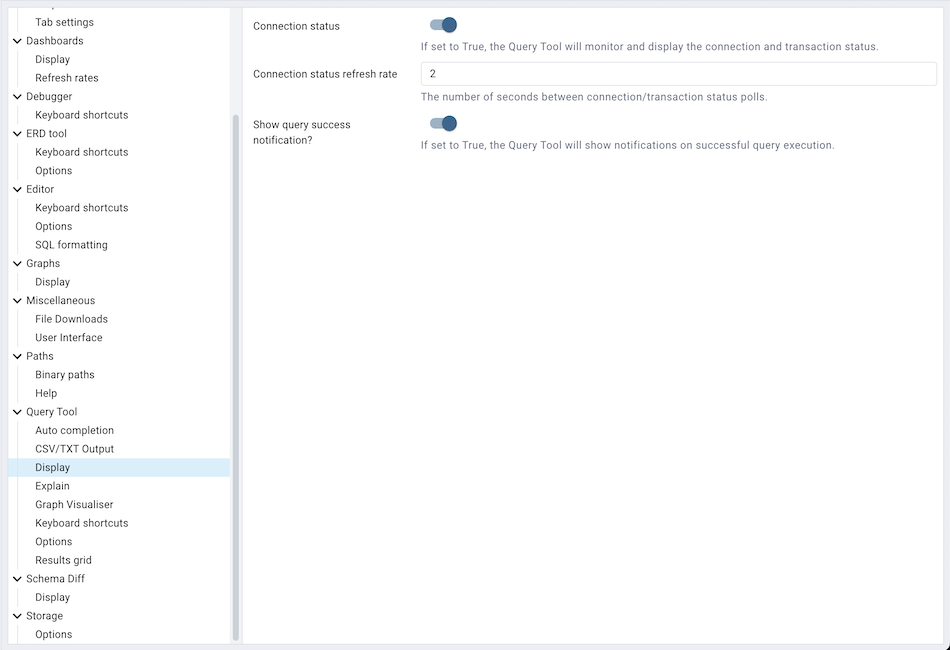 Tab settings
Dashboards
Display
Refresh rates
Debugger
Keyboard shortcuts
ERD tool
Keyboard shortcuts
Options
Editor
Keyboard shortcuts
Options
SQL formatting
Graphs
Display
Miscellaneous
File Downloads
User Interface
Paths
Binary paths
Help
Query Tool
Auto completion
CSV/TXT Output
Display
Explain
Graph Visualiser
Keyboard shortcuts
Options
Results grid
Schema Diff
Display
Storage
Options
Connection status
If set to True, the Query Tool will monitor and display the connection and transaction status.
Connection status refresh rate
2
The number of seconds between connection/transaction status polls.
Show query success
notification?
If set to True, the Query Tool will show notifications on successful query execution.